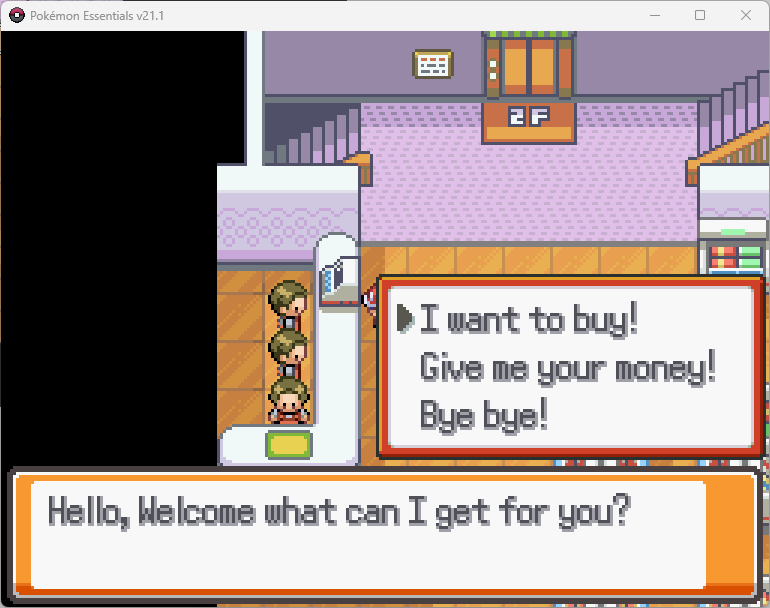 Pokémon Essentials v21.1
2F
I want to buy!
Give me your money!
Bye bye!
Hello, Welcome what can I get for you?